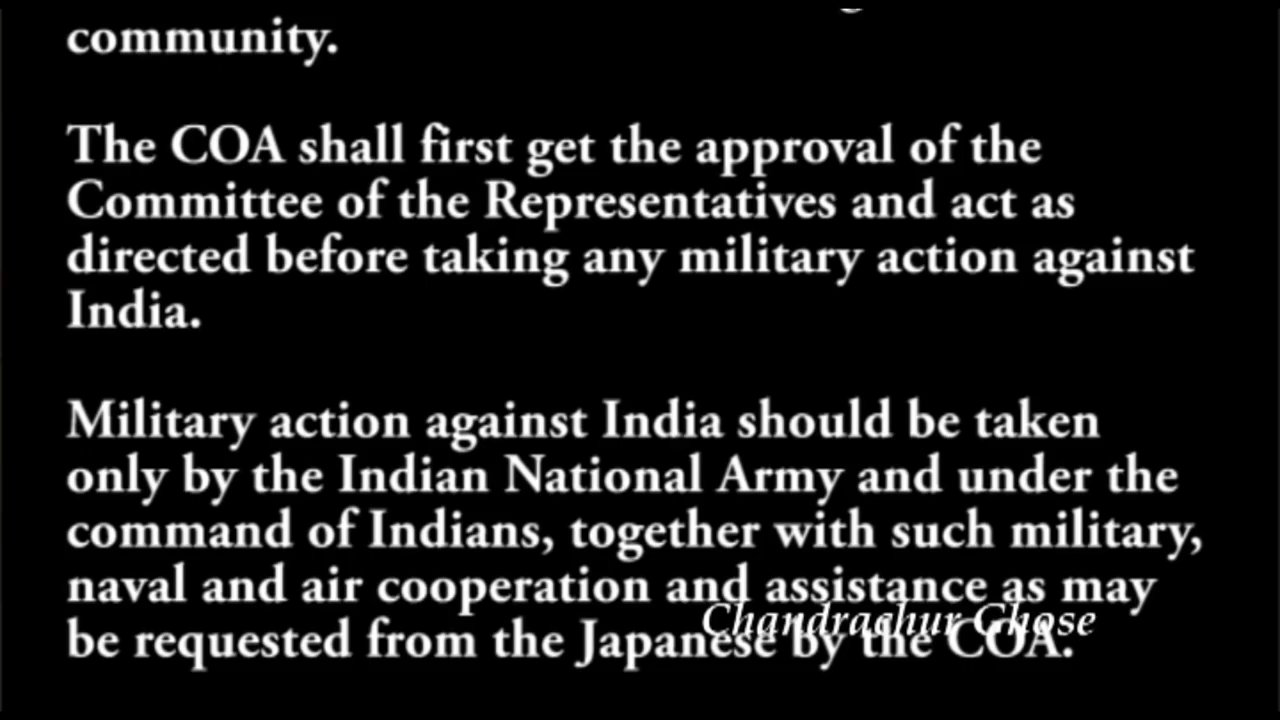 community.
The COA shall first get the approval of the
Committee of the Representatives and act as
directed before taking any military action against
India.
Military action against India should be taken
only by the Indian National Army and under the
command of Indians, together with such military,
naval and air cooperation and assistance as may
be requested from the Japanese by the COA.
Chandrachur Ghose